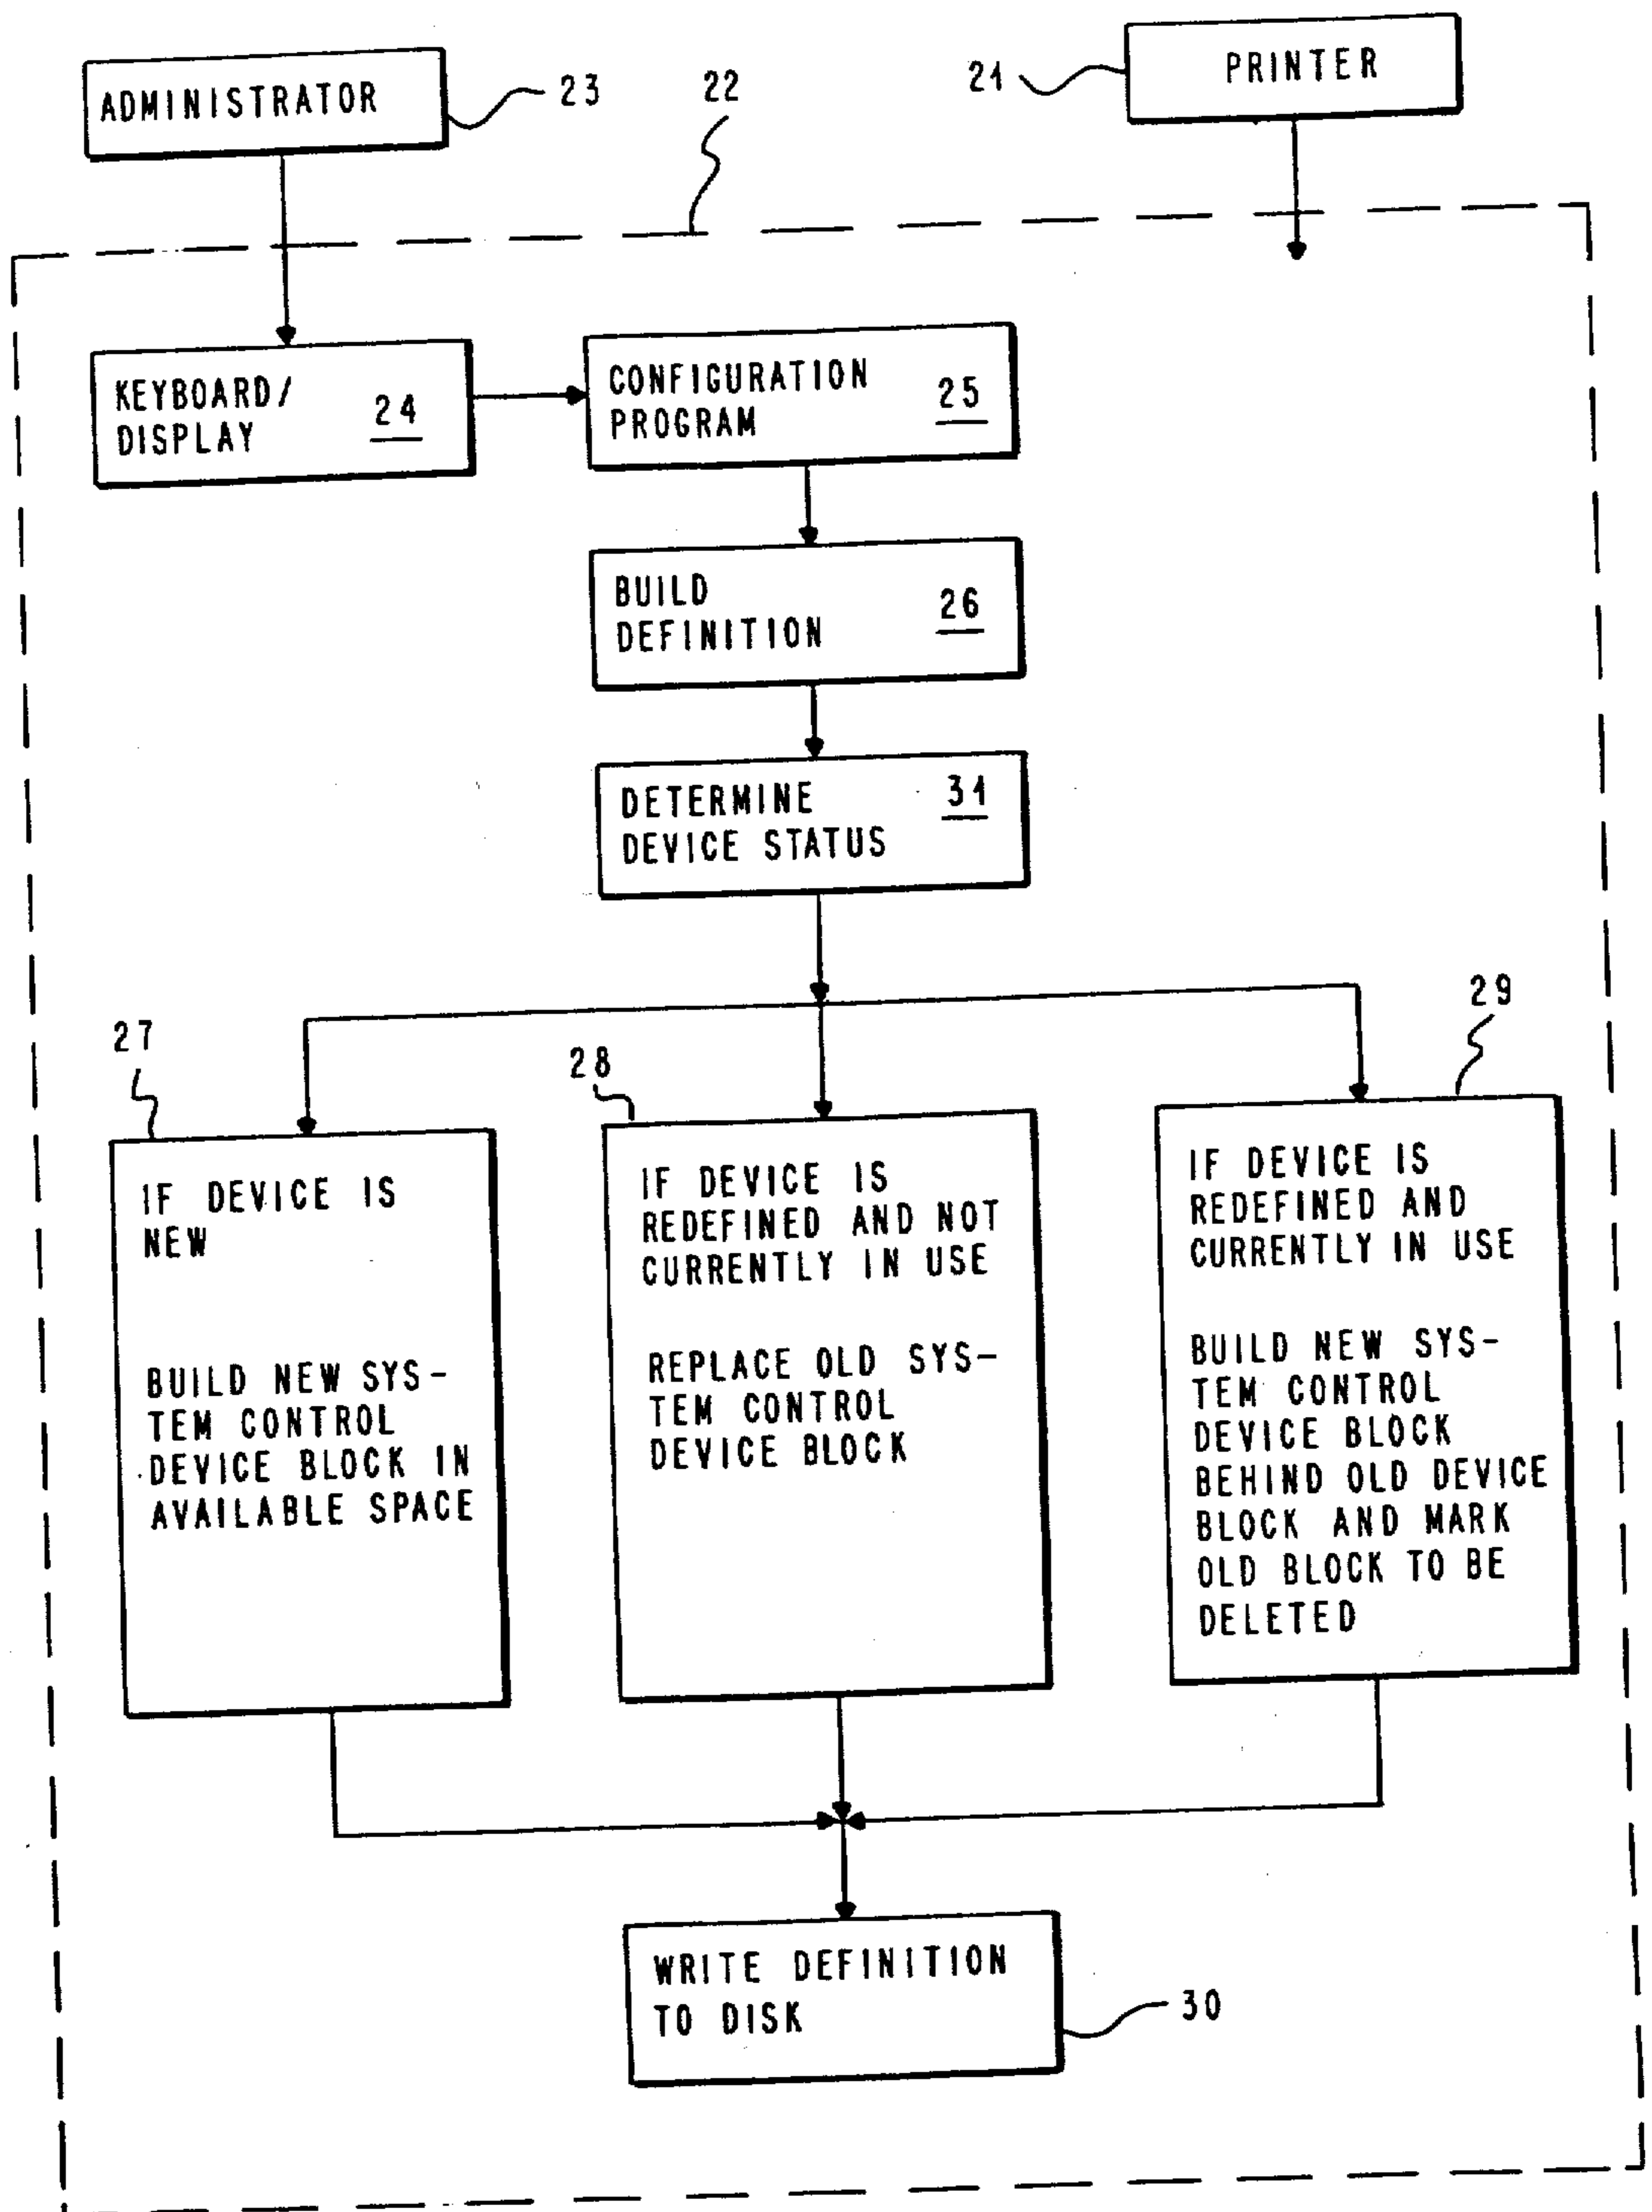 ADMINISTRATOR
23
22
21
PRINTER
KEYBOARD/
DISPLAY
24
CONFIGURATION
PROGRAM
25
BUILD
DEFINITION
26
DETERMINE
DEVICE STATUS
31
27
28
29
IF DEVICE IS
NEW
BUILD NEW SYS-
TEM CONTROL
DEVICE BLOCK IN
AVAILABLE SPACE
IF DEVICE IS
REDEFINED AND NOT
CURRENTLY IN USE
REPLACE OLD SYS-
TEM CONTROL
DEVICE BLOCK
IF DEVICE IS
REDEFINED AND
CURRENTLY IN USE
BUILD NEW SYS-
TEM CONTROL
DEVICE BLOCK
BEHIND OLD DEVICE
BLOCK AND MARK
OLD BLOCK TO BE
DELETED
WRITE DEFINITION
TO DISK
30